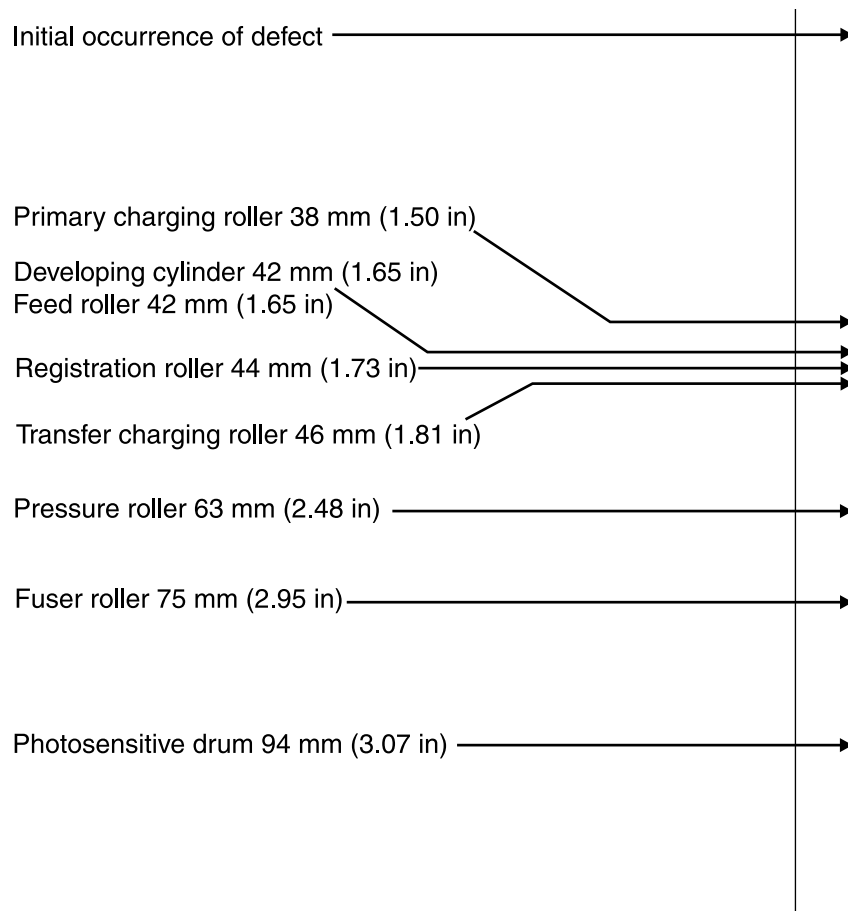 Initial occurrence of defect
Primary charging roller 38 mm (1.50 in)
Developing cylinder 42 mm (1.65 in)
Feed roller 42 mm (1.65 in)
Registration roller 44 mm (1.73 in)
Transfer charging roller 46 mm (1.81 in)
Pressure roller 63 mm (2.48 in)
Fuser roller 75 mm (2.95 in)
Photosensitive drum 94 mm (3.07 in)